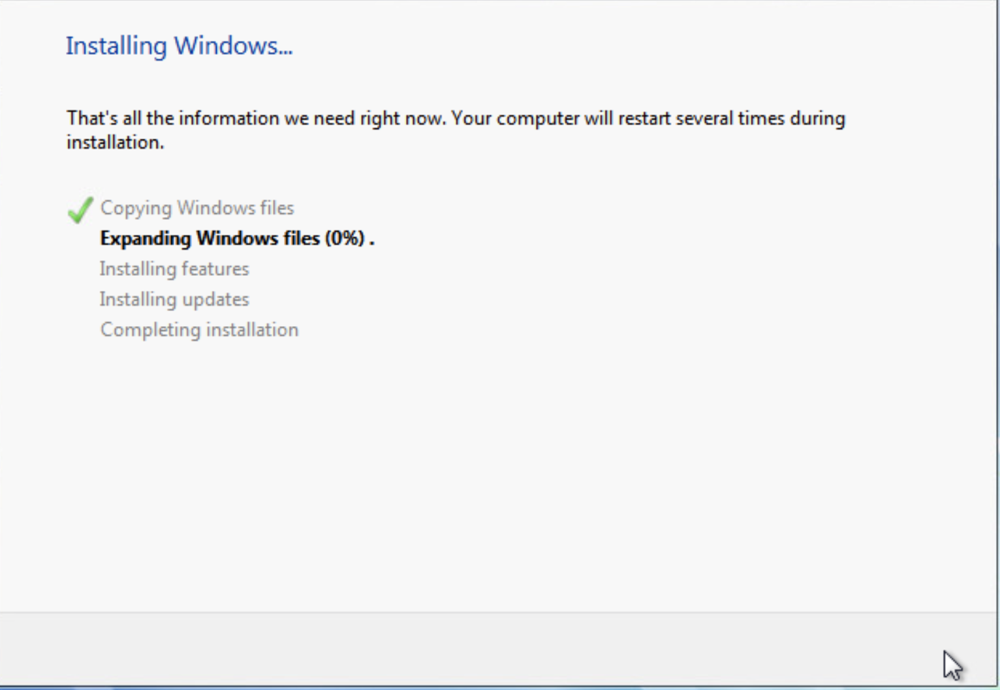 Installing Windows...
That's all the information we need right now. Your computer will restart several times during
installation.
Copying Windows files
Expanding Windows files (0%) .
Installing features
Installing updates
Completing installation